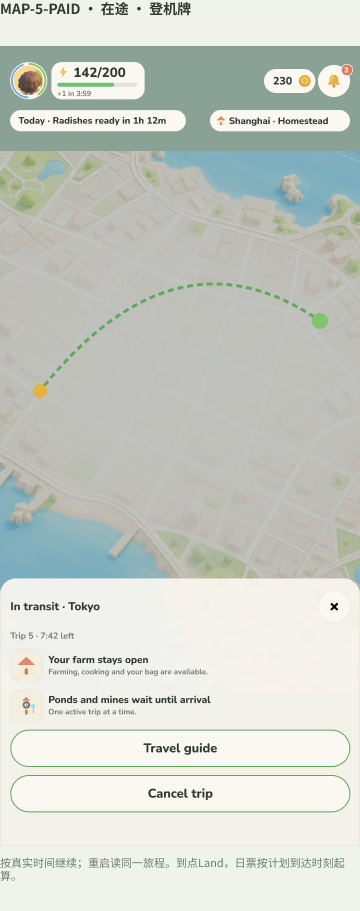 MAP-5-PAID · 在途 · 登机牌
142/200
+1 in 3:59
230
3
Today · Radishes ready in 1h 12m
Shanghai · Homestead
In transit · Tokyo
×
Trip 5 · 7:42 left
Your farm stays open
Farming, cooking and your bag are available.
Ponds and mines wait until arrival
One active trip at a time.
Travel guide
Cancel trip
按真实时间继续；重启读同一旅程。到点Land，日票按计划到达时刻起
算。